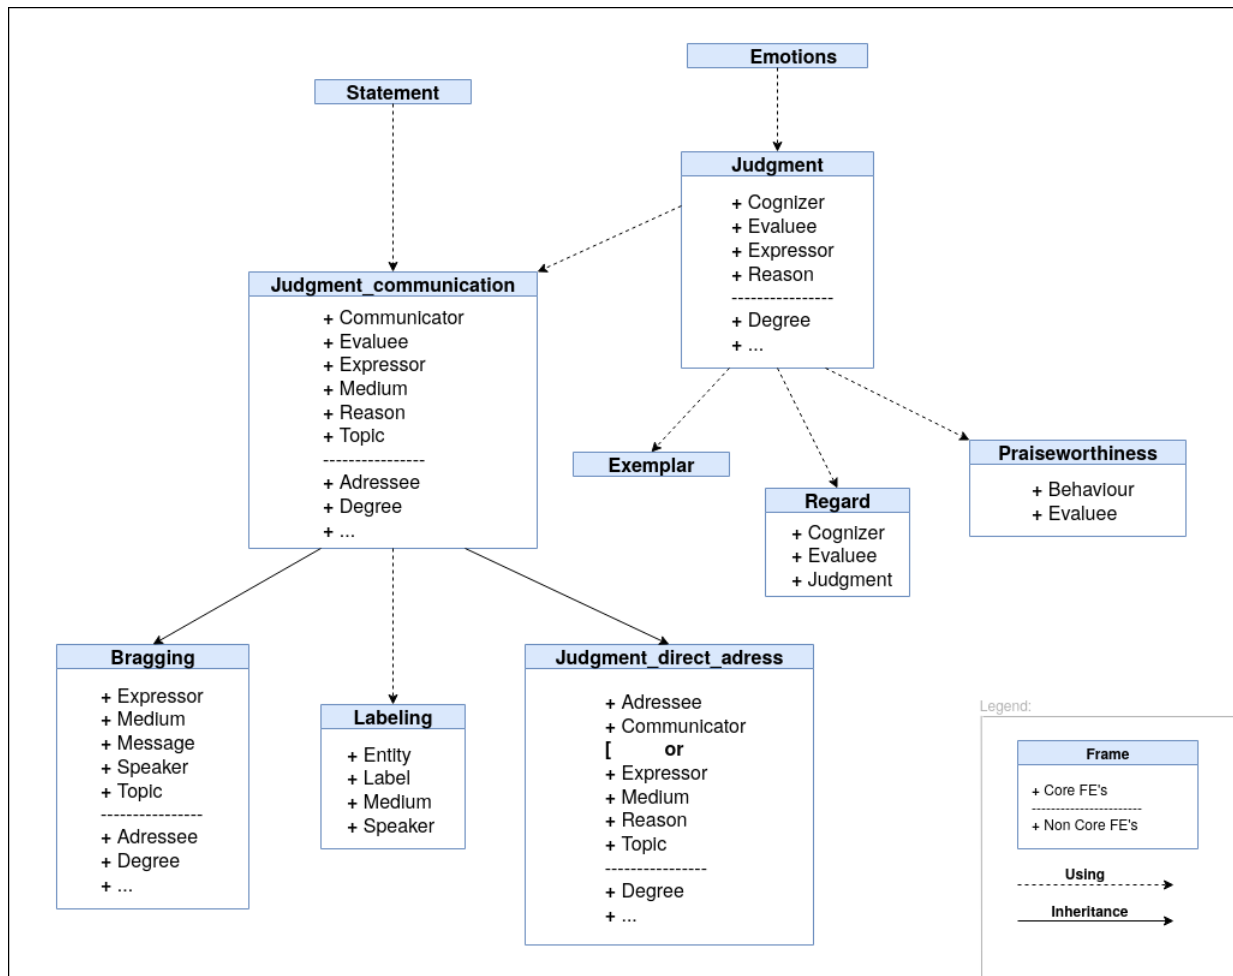 Emotions
Statement
Judgment
+ Cognizer
+ Evaluee
+ Expressor
+ Reason
----------------
+ Degree
+ ...
Judgment_communication
+ Communicator
+ Evaluee
+ Expressor
+ Medium
+ Reason
+ Topic
----------------
+ Adressee
+ Degree
+ ...
Exemplar
Regard
+ Cognizer
+ Evaluee
+ Judgment
Praiseworthiness
+ Behaviour
+ Evaluee
Bragging
+ Expressor
+ Medium
+ Message
+ Speaker
+ Topic
----------------
+ Adressee
+ Degree
+ ...
Labeling
+ Entity
+ Label
+ Medium
+ Speaker
Judgment_direct_adress
+ Adressee
+ Communicator
[ or
+ Expressor
+ Medium
+ Reason
+ Topic
----------------
+ Degree
+ ...
Legend:
Frame
+ Core FE's
-----------------------
+ Non Core FE's
Using
Inheritance